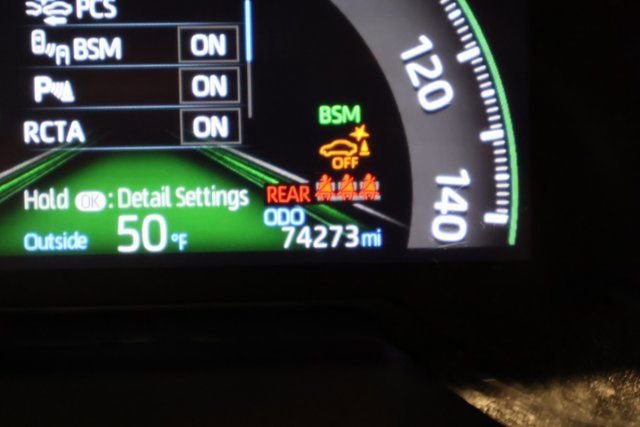 PCS
BSM ON
P ON
RCTA ON
120
BSM
OFF
140
Hold OK : Detail Settings
REAR
ODO
Outside 50 °F
74273 mi